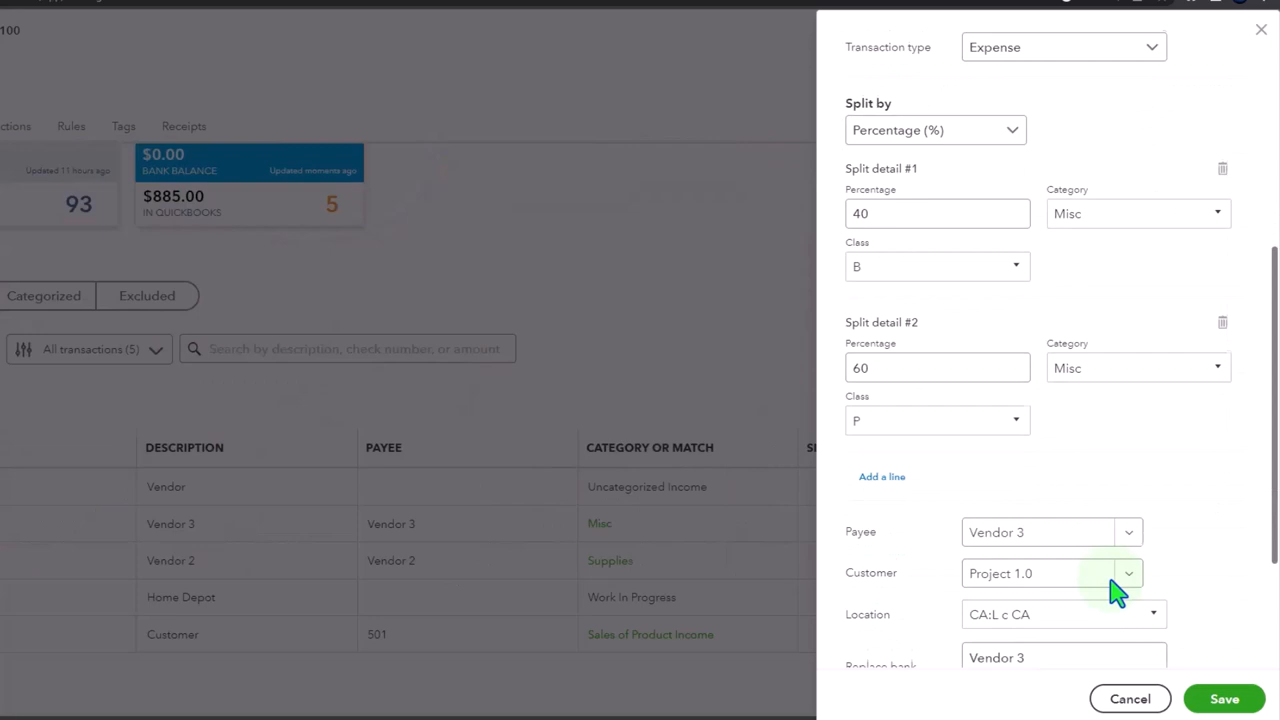 100
Transaction type
Expense
Split by
Percentage (%)
ctions
Rules
Tags
Receipts
Updated 11 hours ago
$0.00
BANK BALANCE
Updated moments ago
93
$885.00
IN QUICKBOOKS
5
Split detail #1
Percentage
Category
40
Misc
Class
B
Categorized
Excluded
Split detail #2
All transactions (5)
Search by description, check number, or amount
Percentage
Category
60
Misc
Class
P
DESCRIPTION
PAYEE
CATEGORY OR MATCH
Add a line
Vendor
Uncategorized Income
Vendor 3
Vendor 3
Misc
Payee
Vendor 3
Vendor 2
Vendor 2
Supplies
Customer
Project 1.0
Home Depot
Work In Progress
Location
CA:L c CA
Customer
501
Sales of Product Income
Replace bank
Vendor 3
Cancel
Save